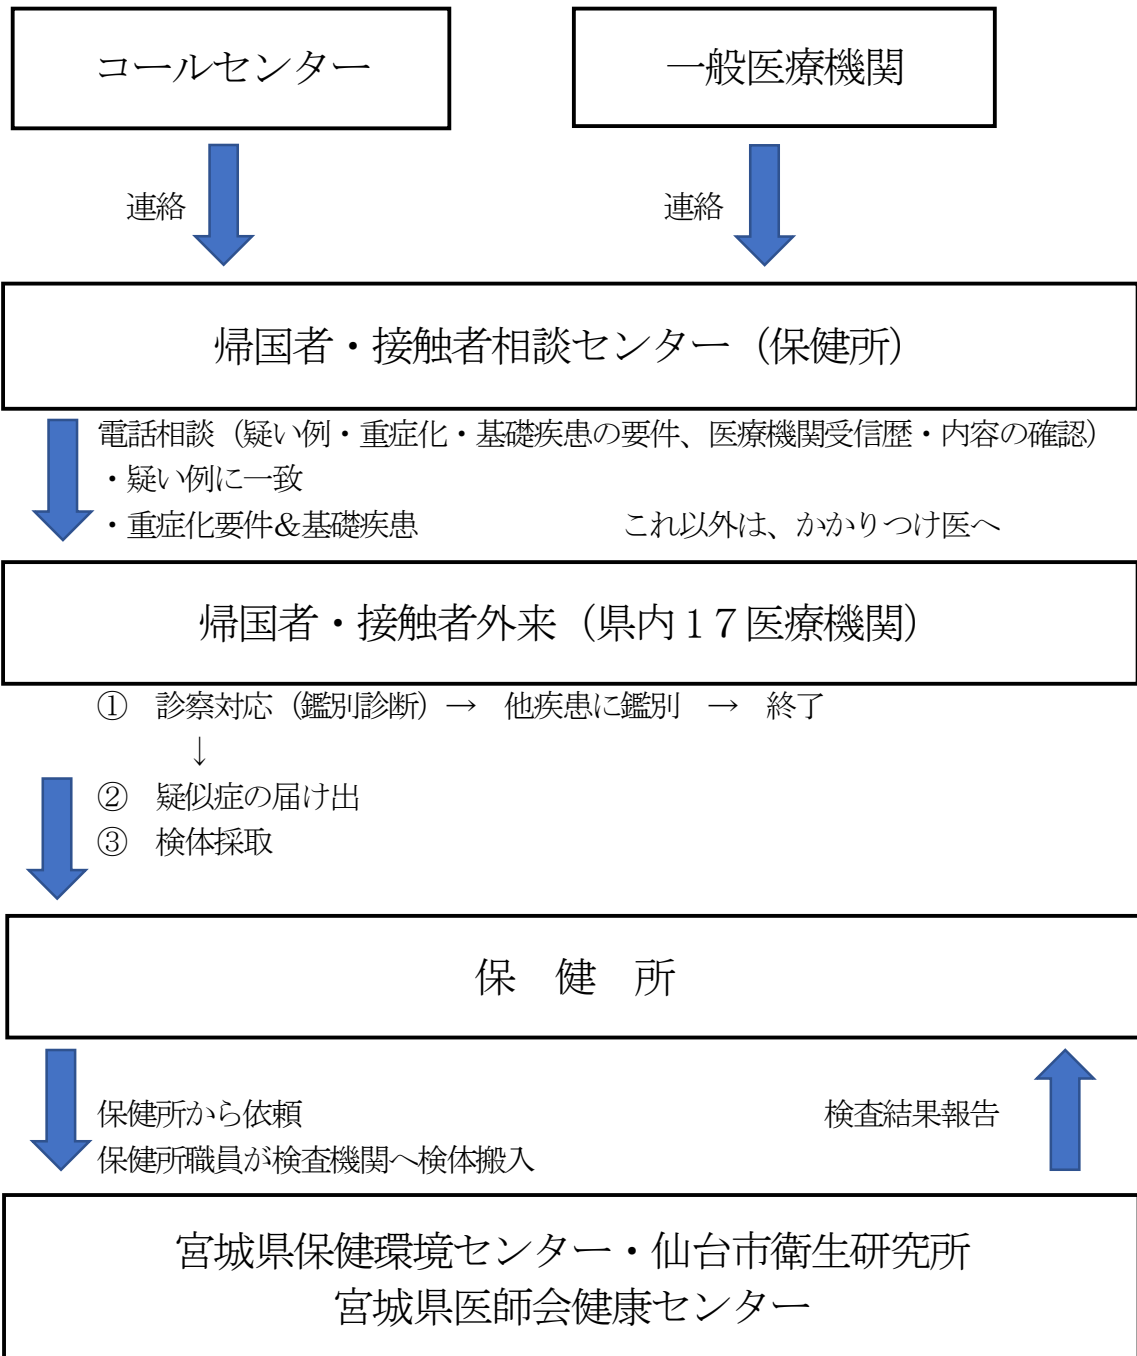 コールセンター
一般医療機関
連絡
連絡
帰国者・接触者相談センター（保健所）
電話相談（疑い例・重症化・基礎疾患の要件、医療機関受信歴・内容の確認）
・疑い例に一致
・重症化要件＆基礎疾患　これ以外は、かかりつけ医へ
帰国者・接触者外来（県内１７医療機関）
①　診察対応（鑑別診断）→　他疾患に鑑別　→　終了
↓
②　疑似症の届け出
③　検体採取
保　健　所
保健所から依頼　検査結果報告
保健所職員が検査機関へ検体搬入
宮城県保健環境センター・仙台市衛生研究所
宮城県医師会健康センター